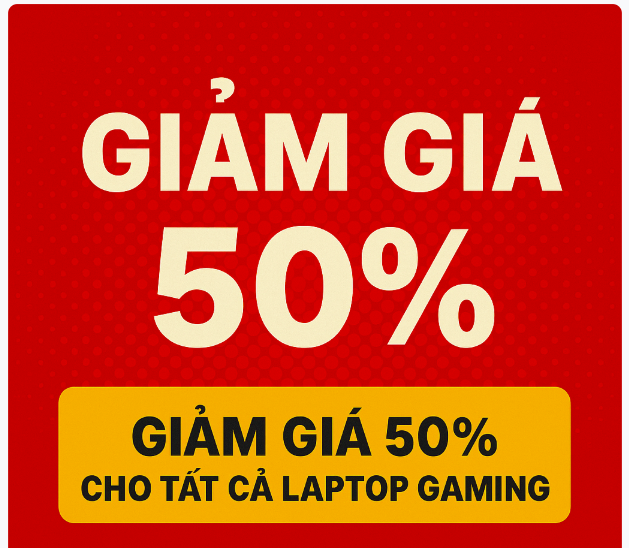 GIẢM GIÁ
50%
GIẢM GIÁ 50%
CHO TẤT CẢ LAPTOP GAMING